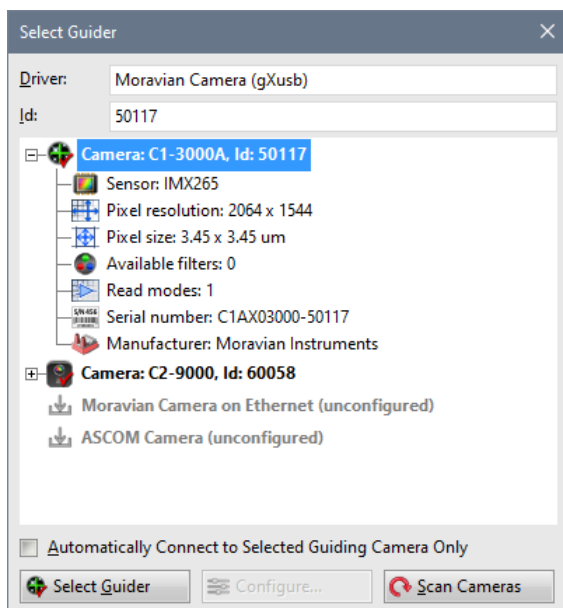 Select Guider
Driver: Moravian Camera (gXusb)
Id: 50117
Camera: C1-3000A, Id: 50117
Sensor: IMX265
Pixel resolution: 2064 x 1544
Pixel size: 3.45 x 3.45 um
Available filters: 0
Read modes: 1
S/N 456 Serial number: C1AX03000-50117
Manufacturer: Moravian Instruments
Camera: C2-9000, Id: 60058
Moravian Camera on Ethernet (unconfigured)
ASCOM Camera (unconfigured)
Automatically Connect to Selected Guiding Camera Only
Select Guider Configure... Scan Cameras